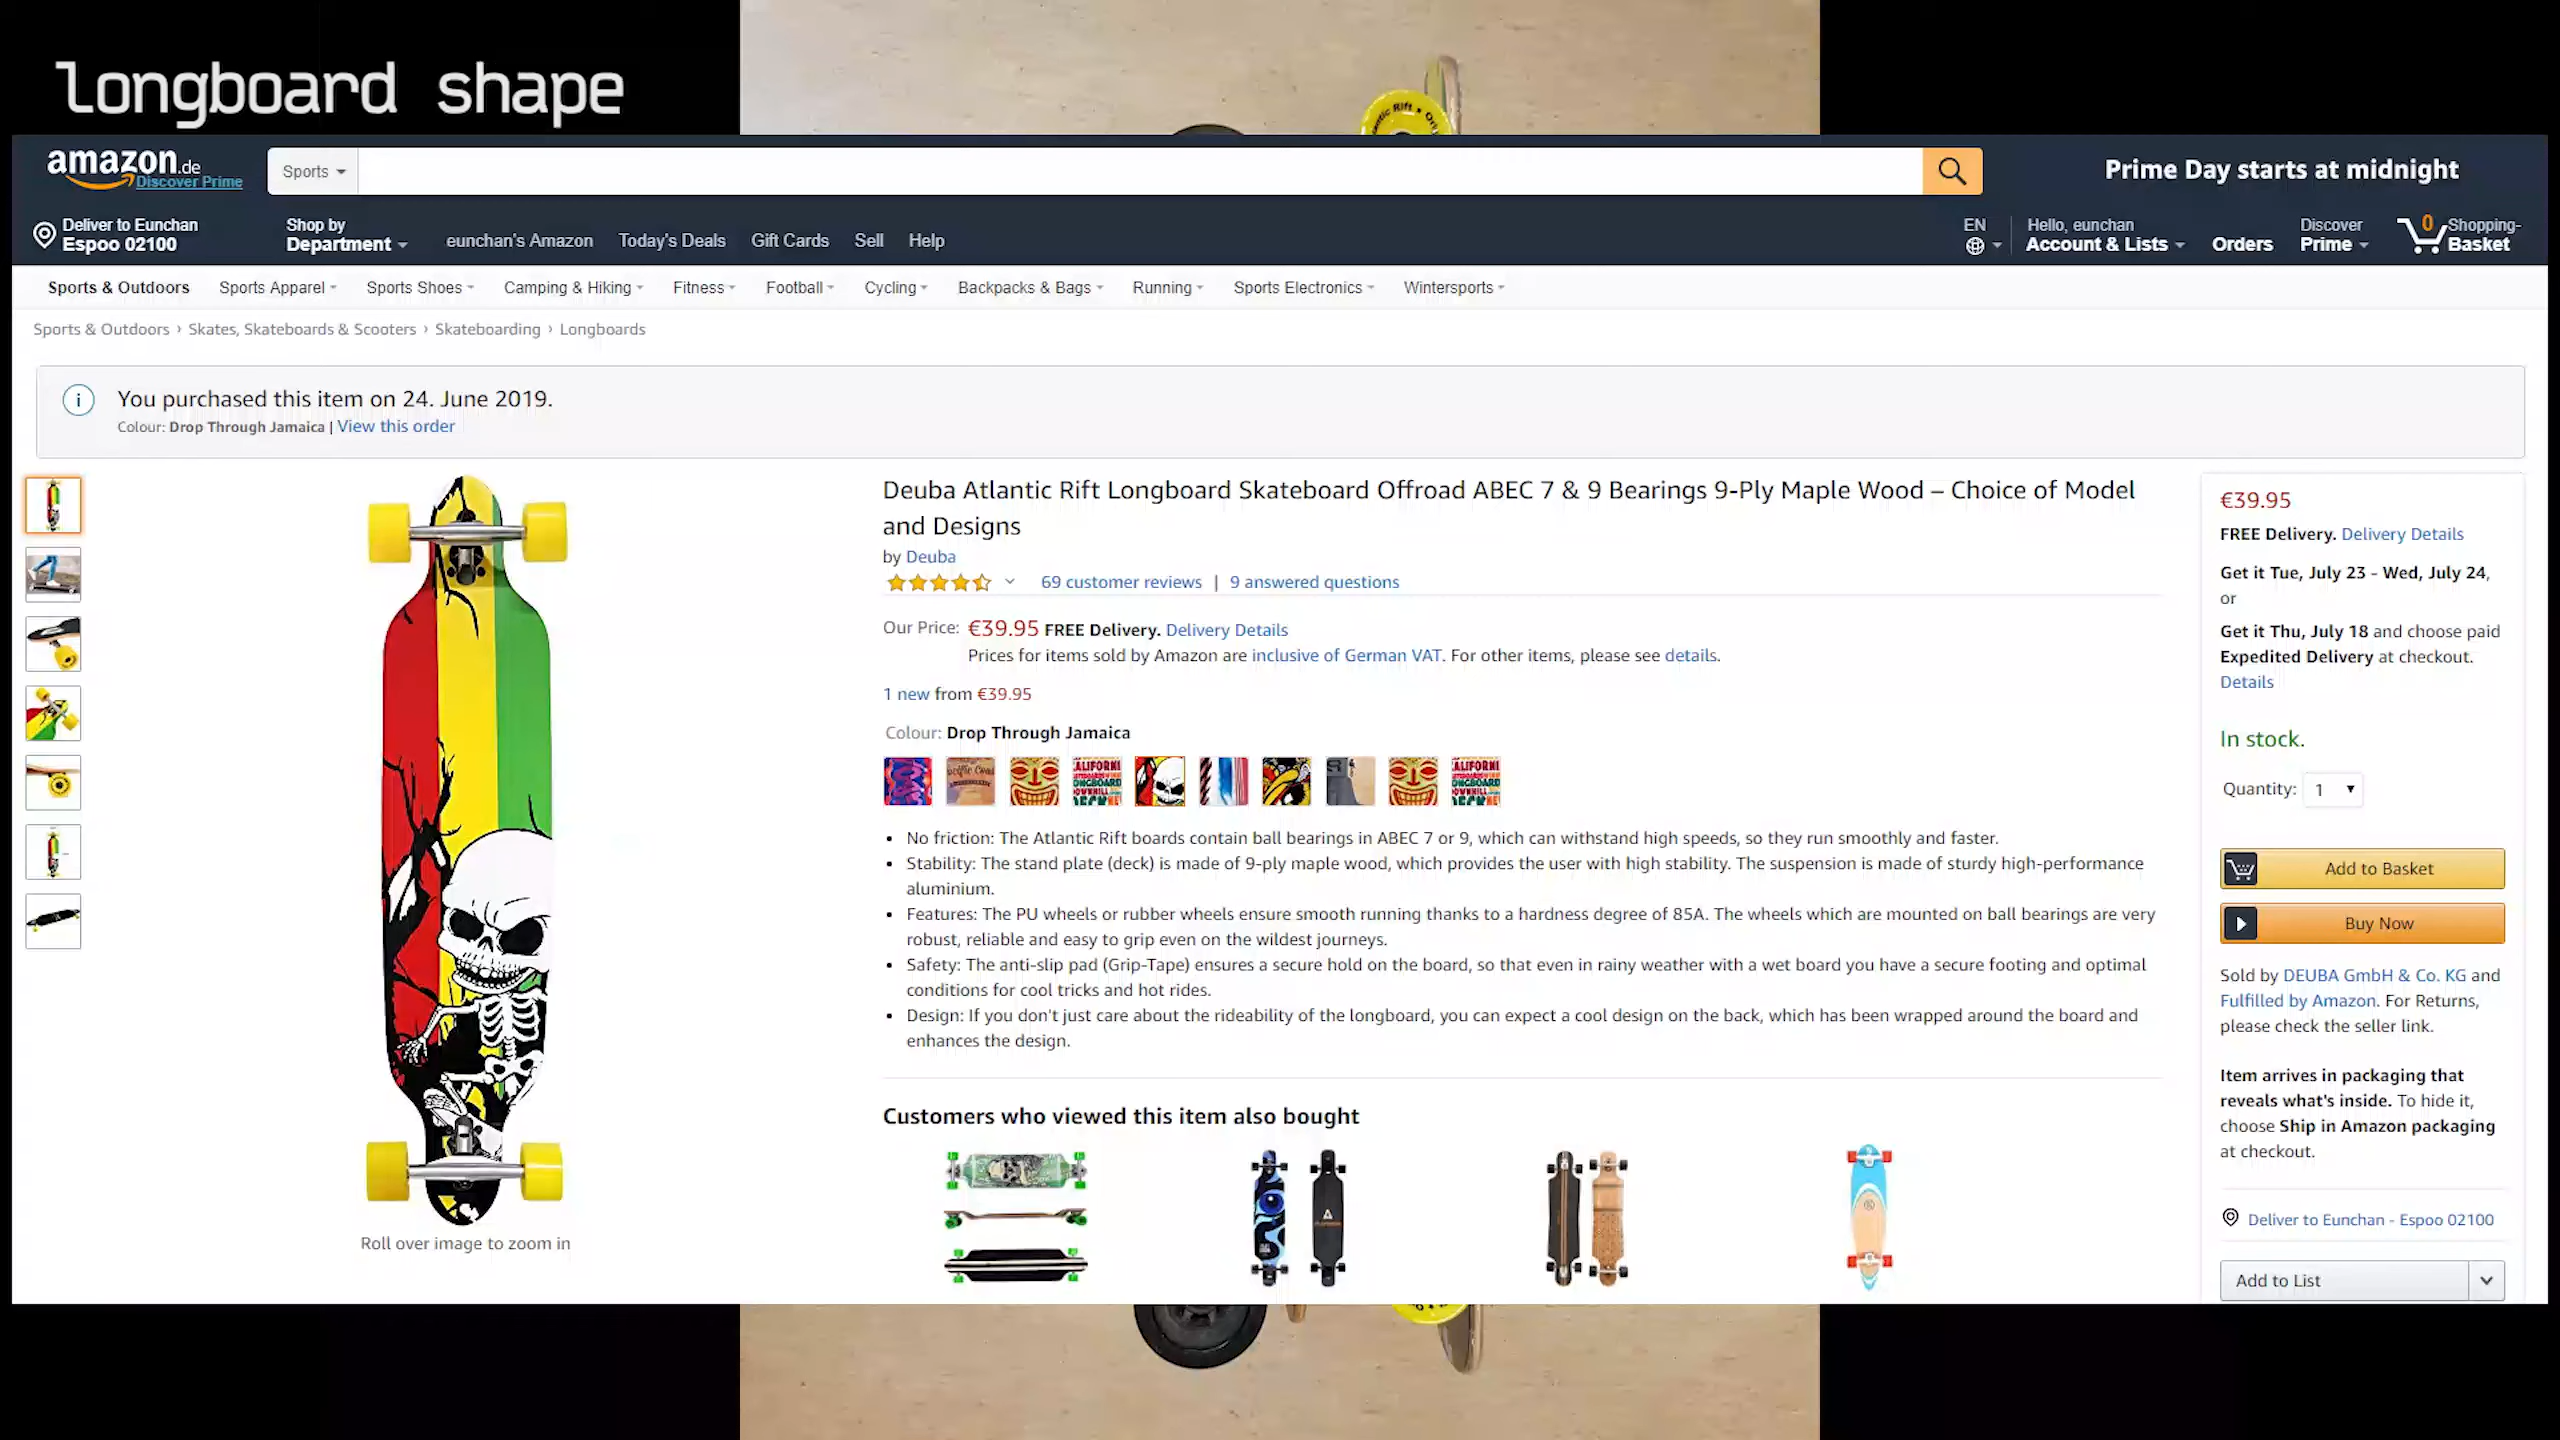 longboard shape
antic Rift • Ori
amazon.de
Discover Prime
Sports
Prime Day starts at midnight
Deliver to Eunchan
Espoo 02100
Shop by
Department
eunchan's Amazon
Today's Deals
Gift Cards
Sell
Help
EN
Hello, eunchan
Account & Lists
Orders
Discover
Prime
0
Shopping-
Basket
Sports & Outdoors
Sports Apparel
Sports Shoes
Camping & Hiking
Fitness
Football
Cycling
Backpacks & Bags
Running
Sports Electronics
Wintersports
Sports & Outdoors › Skates, Skateboards & Scooters › Skateboarding › Longboards
You purchased this item on 24. June 2019.
Colour: Drop Through Jamaica | View this order
Roll over image to zoom in
Deuba Atlantic Rift Longboard Skateboard Offroad ABEC 7 & 9 Bearings 9-Ply Maple Wood – Choice of Model
and Designs
by Deuba
69 customer reviews | 9 answered questions
Our Price: €39.95 FREE Delivery. Delivery Details
Prices for items sold by Amazon are inclusive of German VAT. For other items, please see details.
1 new from €39.95
Colour: Drop Through Jamaica
• No friction: The Atlantic Rift boards contain ball bearings in ABEC 7 or 9, which can withstand high speeds, so they run smoothly and faster.
• Stability: The stand plate (deck) is made of 9-ply maple wood, which provides the user with high stability. The suspension is made of sturdy high-performance
aluminium.
• Features: The PU wheels or rubber wheels ensure smooth running thanks to a hardness degree of 85A. The wheels which are mounted on ball bearings are very
robust, reliable and easy to grip even on the wildest journeys.
• Safety: The anti-slip pad (Grip-Tape) ensures a secure hold on the board, so that even in rainy weather with a wet board you have a secure footing and optimal
conditions for cool tricks and hot rides.
• Design: If you don't just care about the rideability of the longboard, you can expect a cool design on the back, which has been wrapped around the board and
enhances the design.
Customers who viewed this item also bought
€39.95
FREE Delivery. Delivery Details
Get it Tue, July 23 - Wed, July 24,
or
Get it Thu, July 18 and choose paid
Expedited Delivery at checkout.
Details
In stock.
Quantity: 1
Add to Basket
Buy Now
Sold by DEUBA GmbH & Co. KG and
Fulfilled by Amazon. For Returns,
please check the seller link.
Item arrives in packaging that
reveals what's inside. To hide it,
choose Ship in Amazon packaging
at checkout.
Deliver to Eunchan - Espoo 02100
Add to List